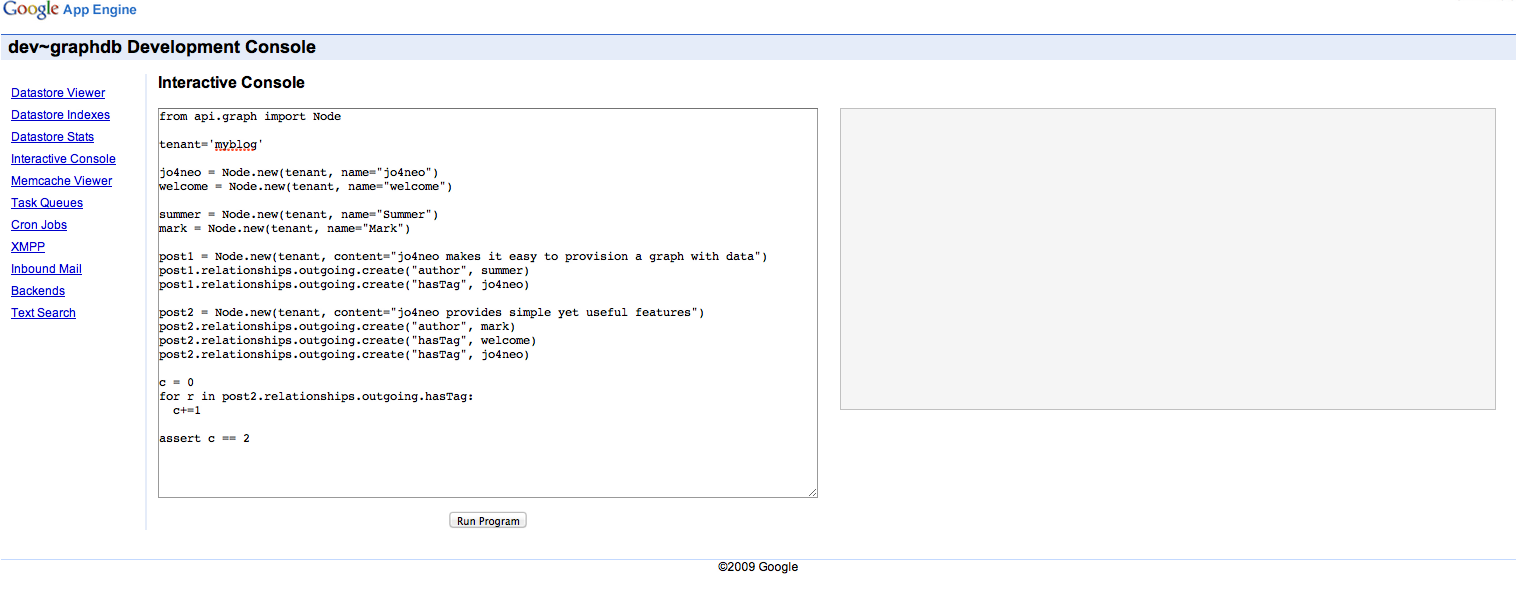 Google App Engine
dev~graphdb Development Console
Datastore Viewer
Datastore Indexes
Datastore Stats
Interactive Console
Memcache Viewer
Task Queues
Cron Jobs
XMPP
Inbound Mail
Backends
Text Search
Interactive Console
from api.graph import Node
tenant='myblog'
jo4neo = Node.new(tenant, name="jo4neo")
welcome = Node.new(tenant, name="welcome")
summer = Node.new(tenant, name="Summer")
mark = Node.new(tenant, name="Mark")
post1 = Node.new(tenant, content="jo4neo makes it easy to provision a graph with data")
post1.relationships.outgoing.create("author", summer)
post1.relationships.outgoing.create("hasTag", jo4neo)
post2 = Node.new(tenant, content="jo4neo provides simple yet useful features")
post2.relationships.outgoing.create("author", mark)
post2.relationships.outgoing.create("hasTag", welcome)
post2.relationships.outgoing.create("hasTag", jo4neo)
c = 0
for r in post2.relationships.outgoing.hasTag:
  c+=1
assert c == 2
Run Program
©2009 Google